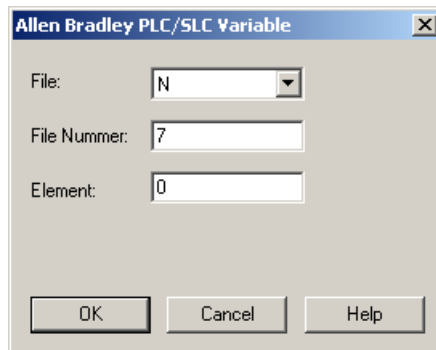 Allen Bradley PLC/SLC Variable
File: N
File Nummer: 7
Element: 0
OK Cancel Help